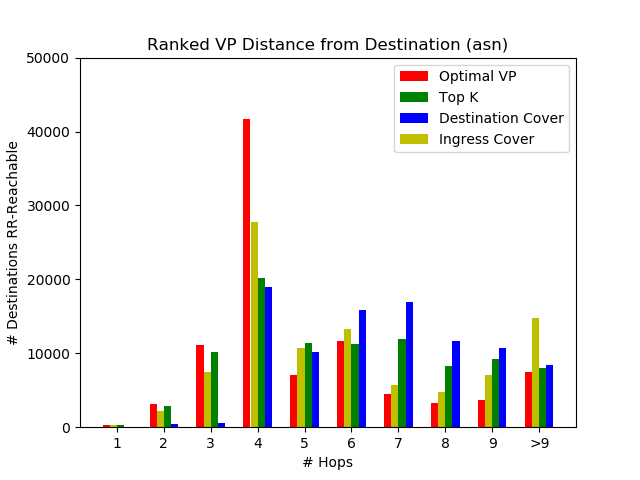 Ranked VP Distance from Destination (asn)
# Destinations RR-Reachable
50000
40000
30000
20000
10000
0
Optimal VP
Top K
Destination Cover
Ingress Cover
1 2 3 4 5 6 7 8 9 >9
# Hops